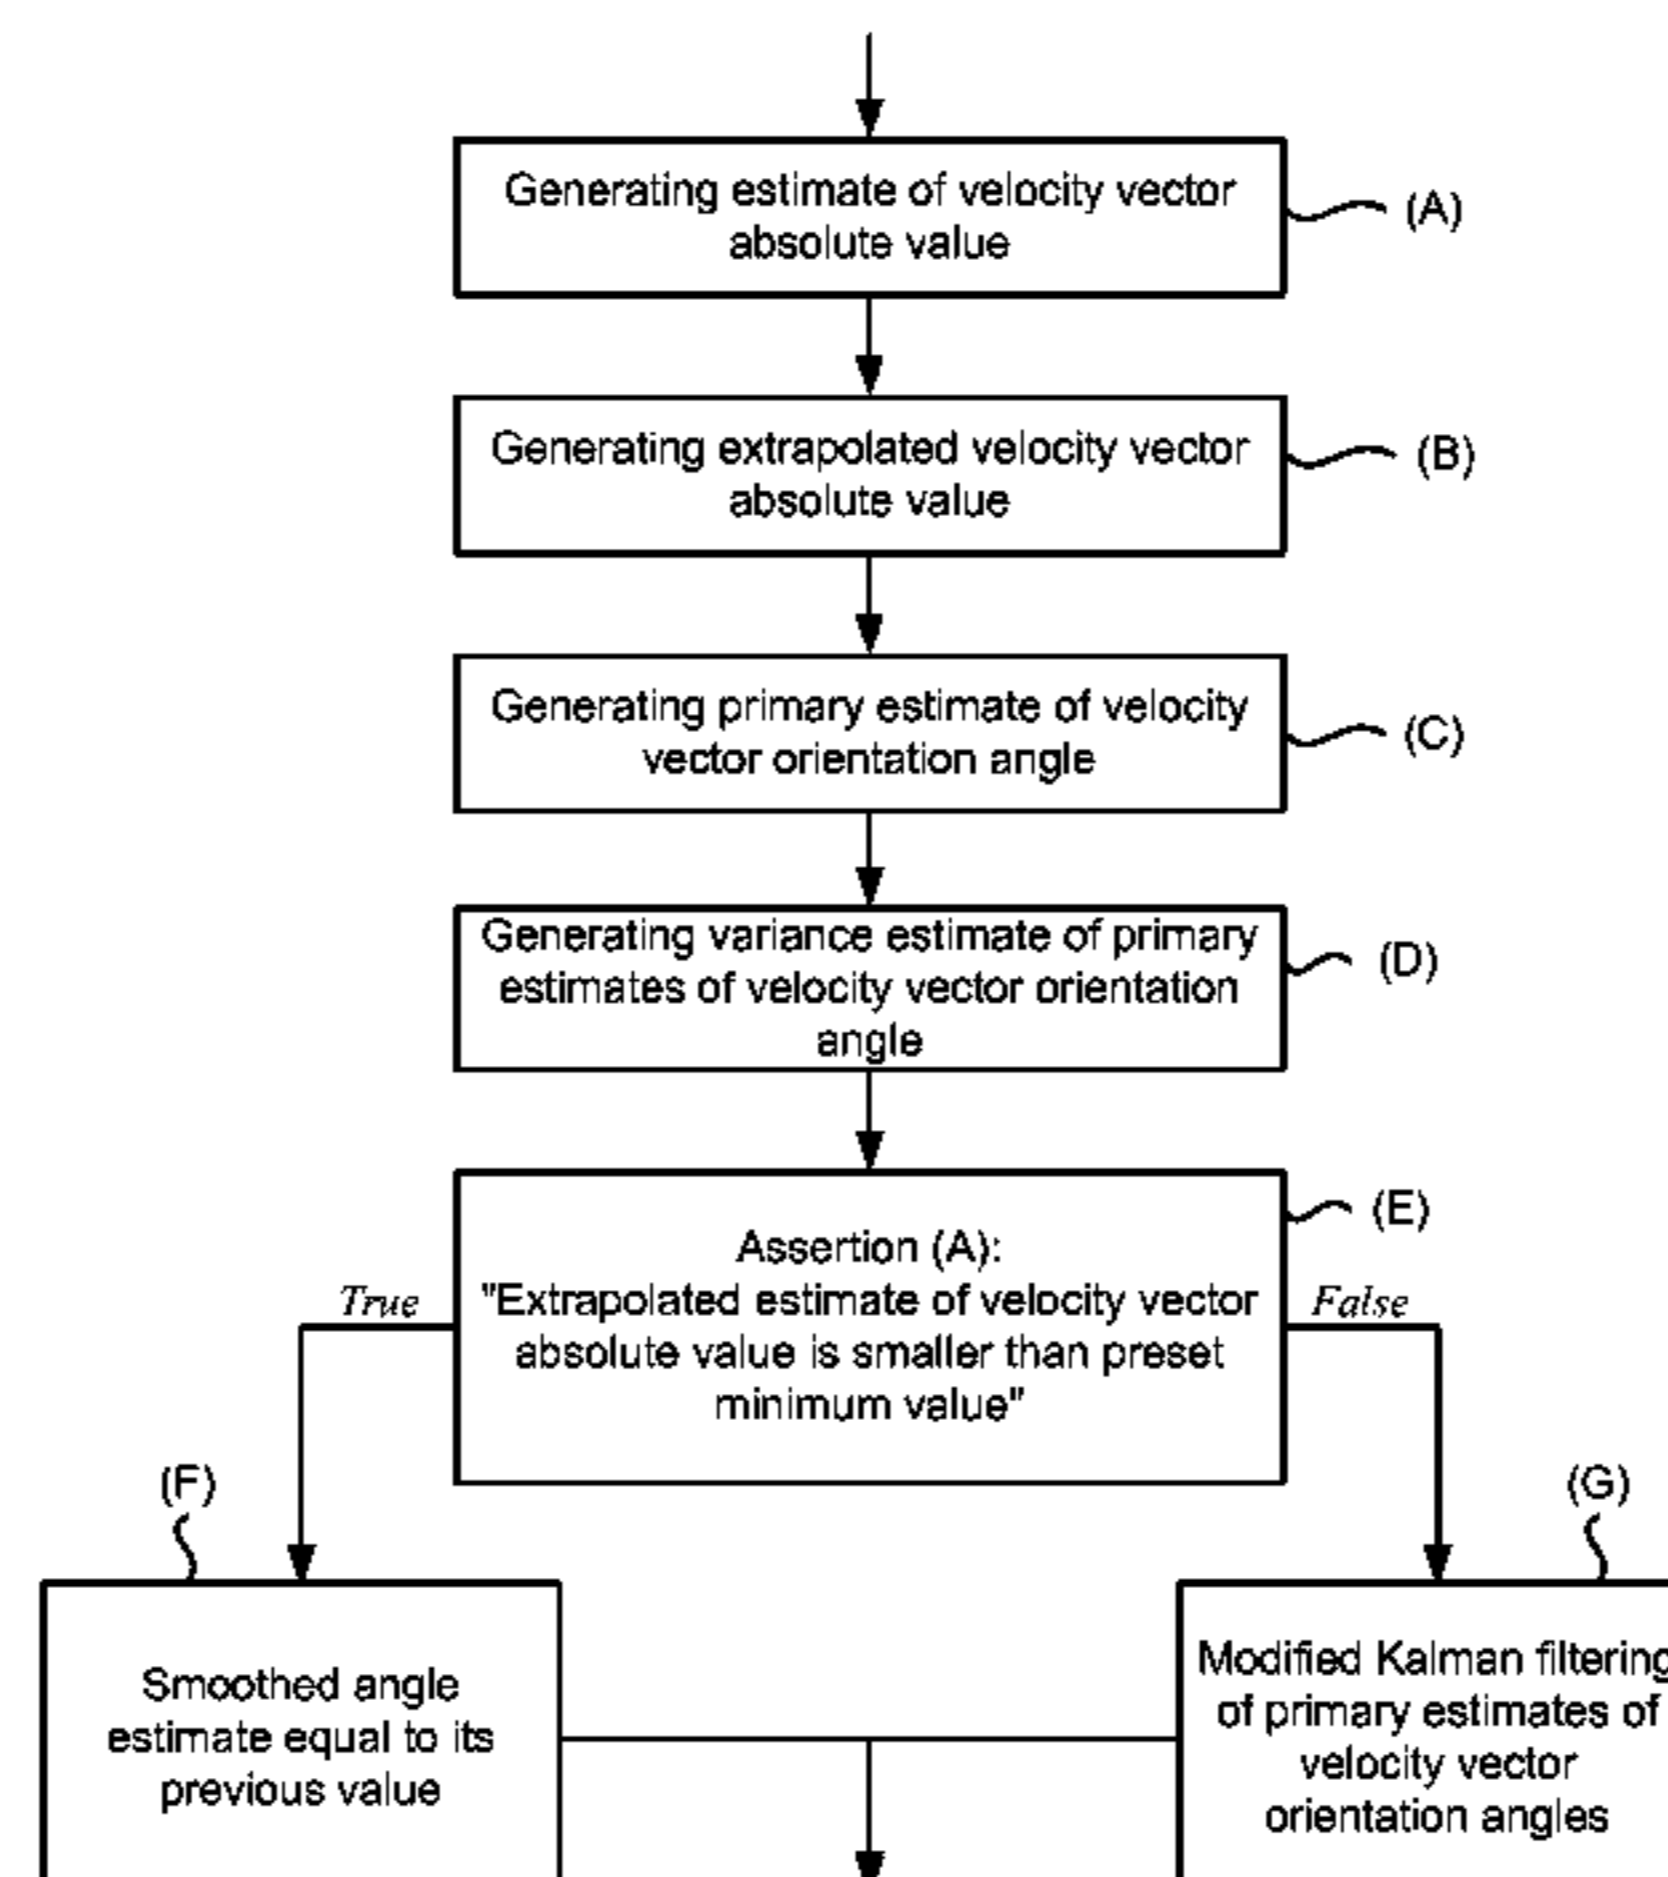 Generating estimate of velocity vector
absolute value
(A)
Generating extrapolated velocity vector
absolute value
(B)
Generating primary estimate of velocity
vector orientation angle
(C)
Generating variance estimate of primary
estimates of velocity vector orientation
angle
(D)
Assertion (A):
"Extrapolated estimate of velocity vector
absolute value is smaller than preset
minimum value"
(E)
True
False
(F)
(G)
Smoothed angle
estimate equal to its
previous value
Modified Kalman filtering
of primary estimates of
velocity vector
orientation angles